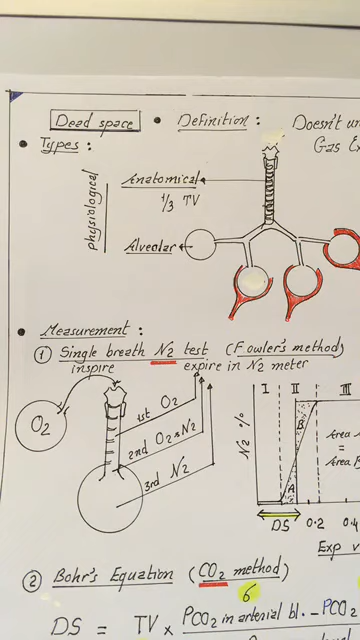 Dead space • Definition : Doesn't
• Types : Gas
Anatomical
physiological
1/3 TV
Alveolar
• Measurement :
① Single breath N2 test (Fowler's method)
inspire expire in N2 meter
O2
1st O2
2nd O2+N2
3rd N2
N2 %
I II III
B
A
Area
=
Area
DS 0.2 0.4
Exp
② Bohr's Equation (CO2 method)
6
DS = TV x PCO2 in arterial bl. - PCO2